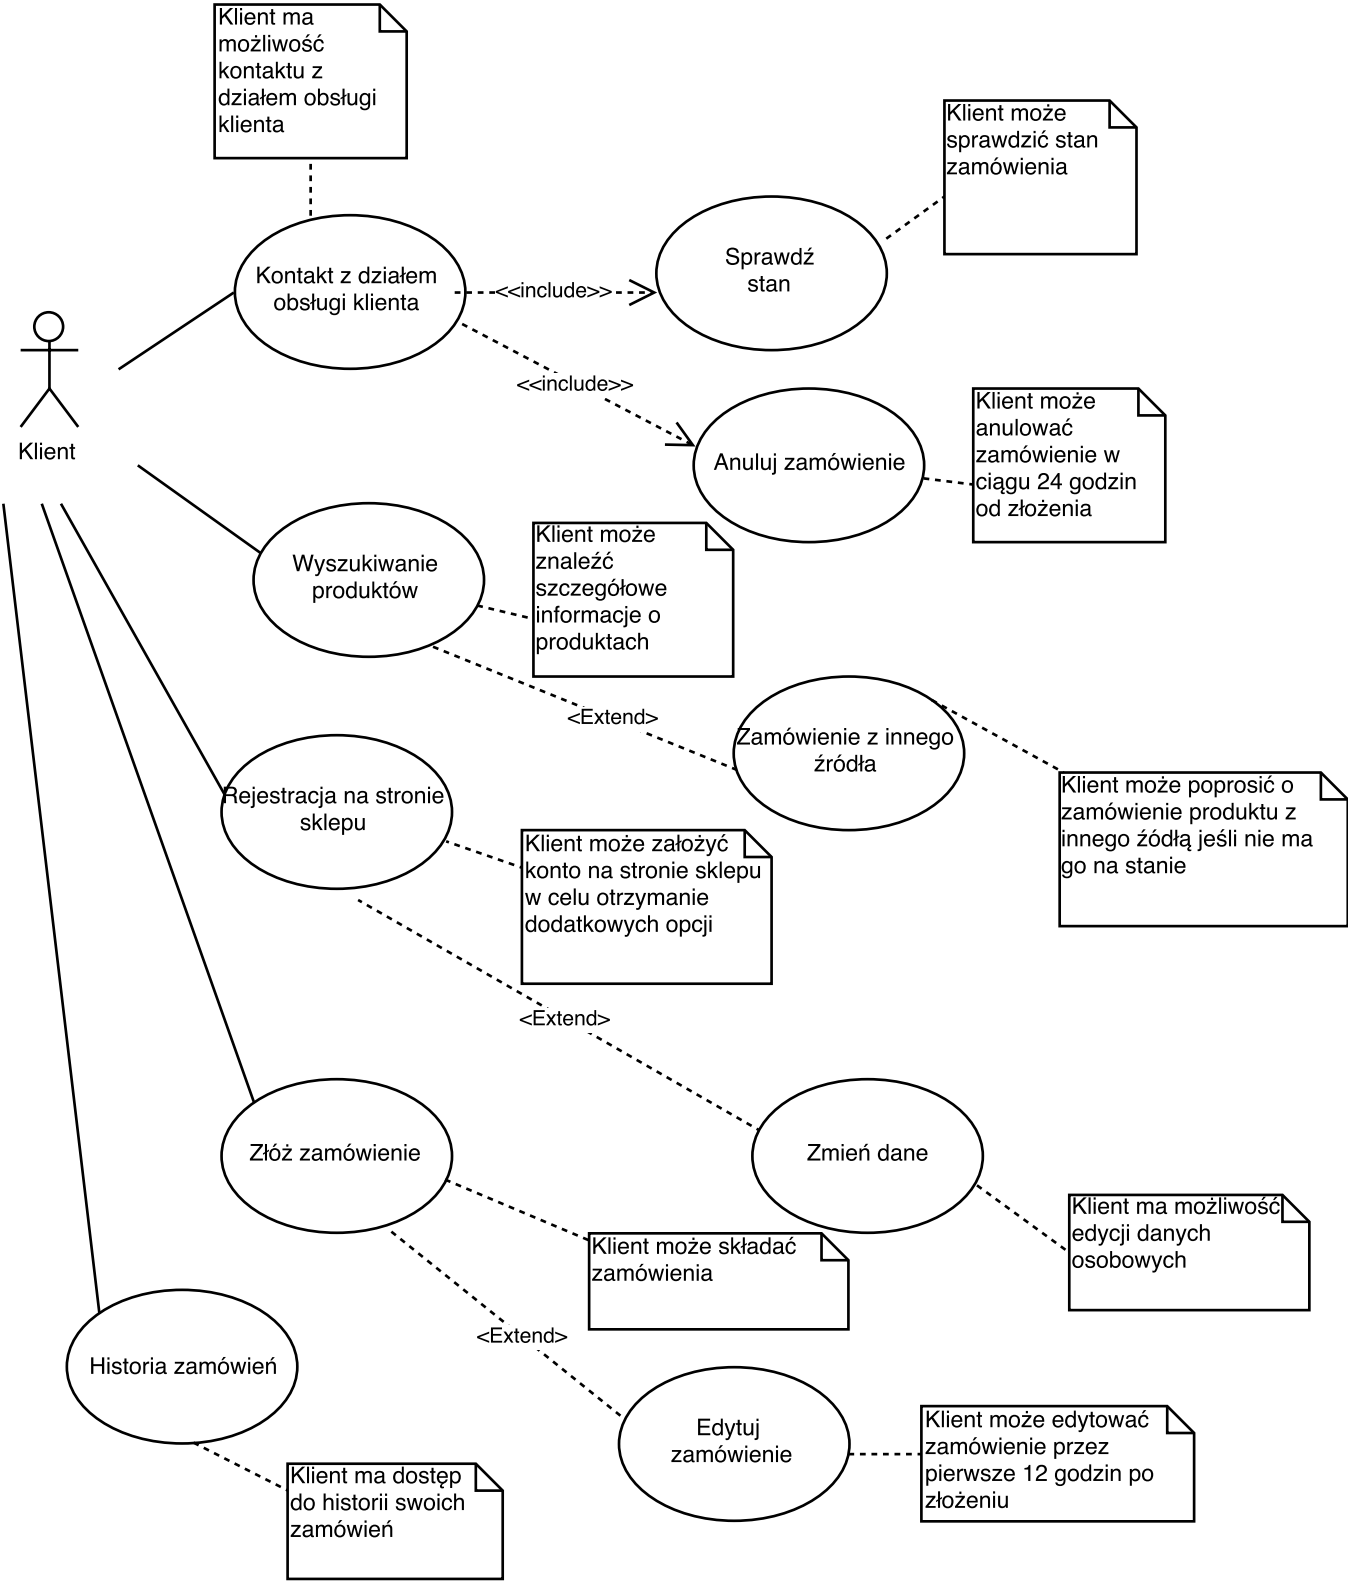 Klient ma
możliwość
kontaktu z
działem obsługi
klienta
Klient może
sprawdzić stan
zamówienia
Kontakt z działem
obsługi klienta
<<include>>
Sprawdź
stan
<<include>>
Klient
Anuluj zamówienie
Klient może
anulować
zamówienie w
ciągu 24 godzin
od złożenia
Wyszukiwanie
produktów
Klient może
znaleźć
szczegółowe
informacje o
produktach
<Extend>
Zamówienie z innego
źródła
Klient może poprosić o
zamówienie produktu z
innego źódłą jeśli nie ma
go na stanie
Rejestracja na stronie
sklepu
Klient może założyć
konto na stronie sklepu
w celu otrzymanie
dodatkowych opcji
<Extend>
Złóż zamówienie
Zmień dane
Klient ma możliwość
edycji danych
osobowych
Klient może składać
zamówienia
<Extend>
Historia zamówień
Edytuj
zamówienie
Klient może edytować
zamówienie przez
pierwsze 12 godzin po
złożeniu
Klient ma dostęp
do historii swoich
zamówień